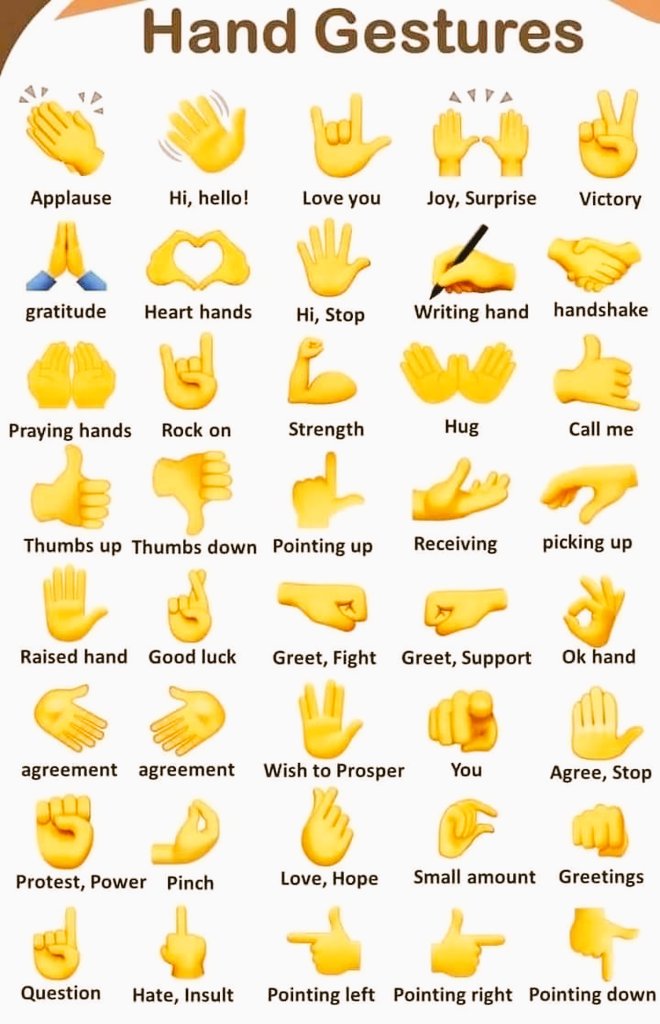 Hand Gestures
Applause
Hi, hello!
Love you
Joy, Surprise
Victory
gratitude
Heart hands
Hi, Stop
Writing hand
handshake
Praying hands
Rock on
Strength
Hug
Call me
Thumbs up
Thumbs down
Pointing up
Receiving
picking up
Raised hand
Good luck
Greet, Fight
Greet, Support
Ok hand
agreement
agreement
Wish to Prosper
You
Agree, Stop
Protest, Power
Pinch
Love, Hope
Small amount
Greetings
Question
Hate, Insult
Pointing left
Pointing right
Pointing down